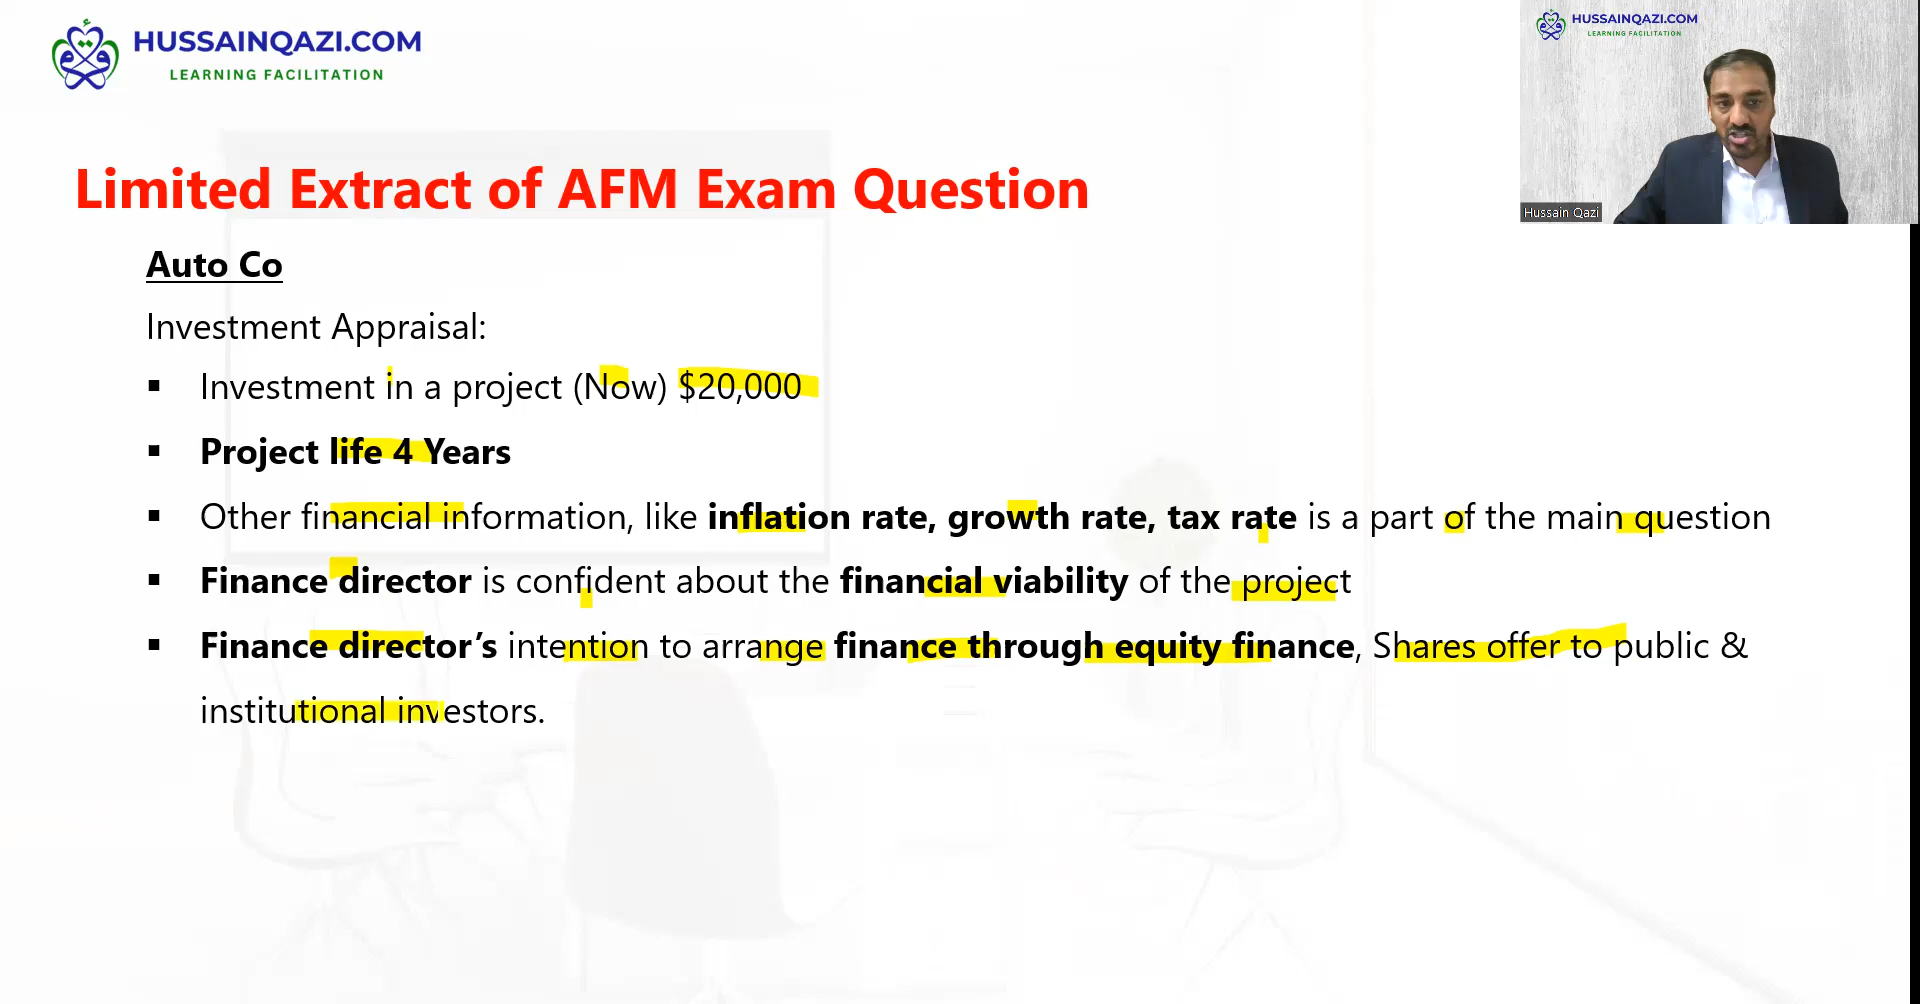 HUSSAINQAZI.COM
LEARNING FACILITATION
HUSSAINQAZI.COM
LEARNING FACILITATION
Hussain Qazi
Limited Extract of AFM Exam Question
Auto Co
Investment Appraisal:
▪ Investment in a project (Now) $20,000
▪ Project life 4 Years
▪ Other financial information, like inflation rate, growth rate, tax rate is a part of the main question
▪ Finance director is confident about the financial viability of the project
▪ Finance director’s intention to arrange finance through equity finance, Shares offer to public &
institutional investors.